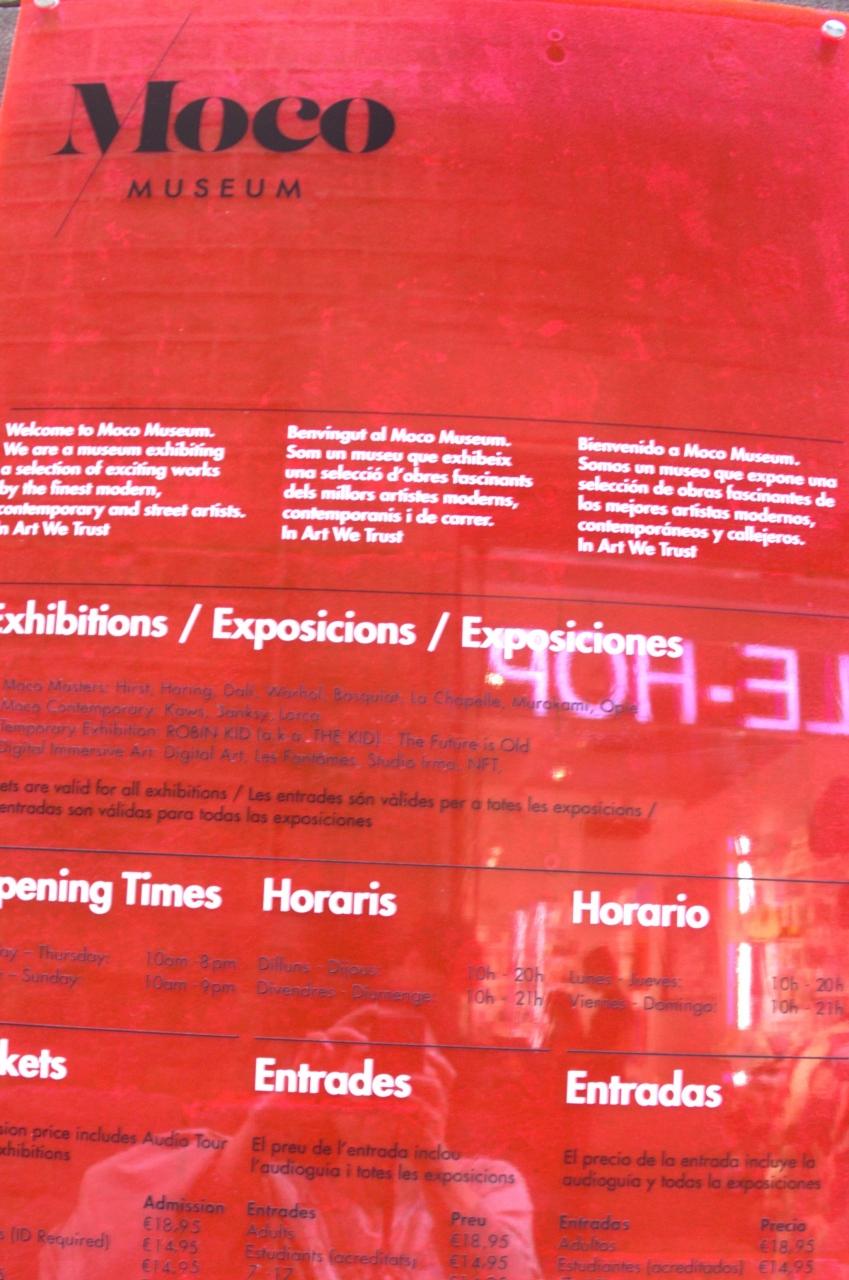 Moco
MUSEUM
Welcome to Moco Museum.
We are a museum exhibiting
a selection of exciting works
by the finest modern,
contemporary and street artists.
In Art We Trust
Benvingut al Moco Museum.
Som un museu que exhibeix
una selecció d'obres fascinants
dels millors artistes moderns,
contemporanis i de carrer.
In Art We Trust
Bienvenido a Moco Museum.
Somos un museo que expone una
selección de obras fascinantes de
los mejores artistas modernos,
contemporáneos y callejeros.
In Art We Trust
Exhibitions / Exposicions / Exposiciones
Moco Masters: Hirst, Haring, Dalí, Warhol, Basquiat, La Chapelle, Murakami, Opie
Moco Contemporary: Kaws, Banksy, Lorca
Temporary Exhibition: ROBIN KID (a.k.a. THE KID) - The Future is Old
Digital Immersive Art: Digital Art, Les Fantômes, Studio Irma, NFT,
ets are valid for all exhibitions / Les entrades són vàlides per a totes les exposicions /
entradas son válidas para todas las exposiciones
LE-HOP
pening Times
ay – Thursday: 10am -8pm
– Sunday 10am -9pm
Horaris
Dilluns - Dijous: 10h - 20h
Divendres - Diumenge: 10h - 21h
Horario
Lunes - Jueves: 10h - 20h
Viernes - Domingo: 10h - 21h
kets
sion price includes Audio Tour
xhibitions
Admission
€18,95
s (ID Required) €14,95
€14,95
Entrades
El preu de l'entrada inclou
l'audioguia i totes les exposicions
Entrades Preu
Adults €18,95
Estudiants (acreditats) €14,95
7 -17
Entradas
El precio de la entrada incluye la
audioguía y todas la exposiciones
Entradas Precio
Adultos €18,95
Estudiantes (acreditados) €14,95